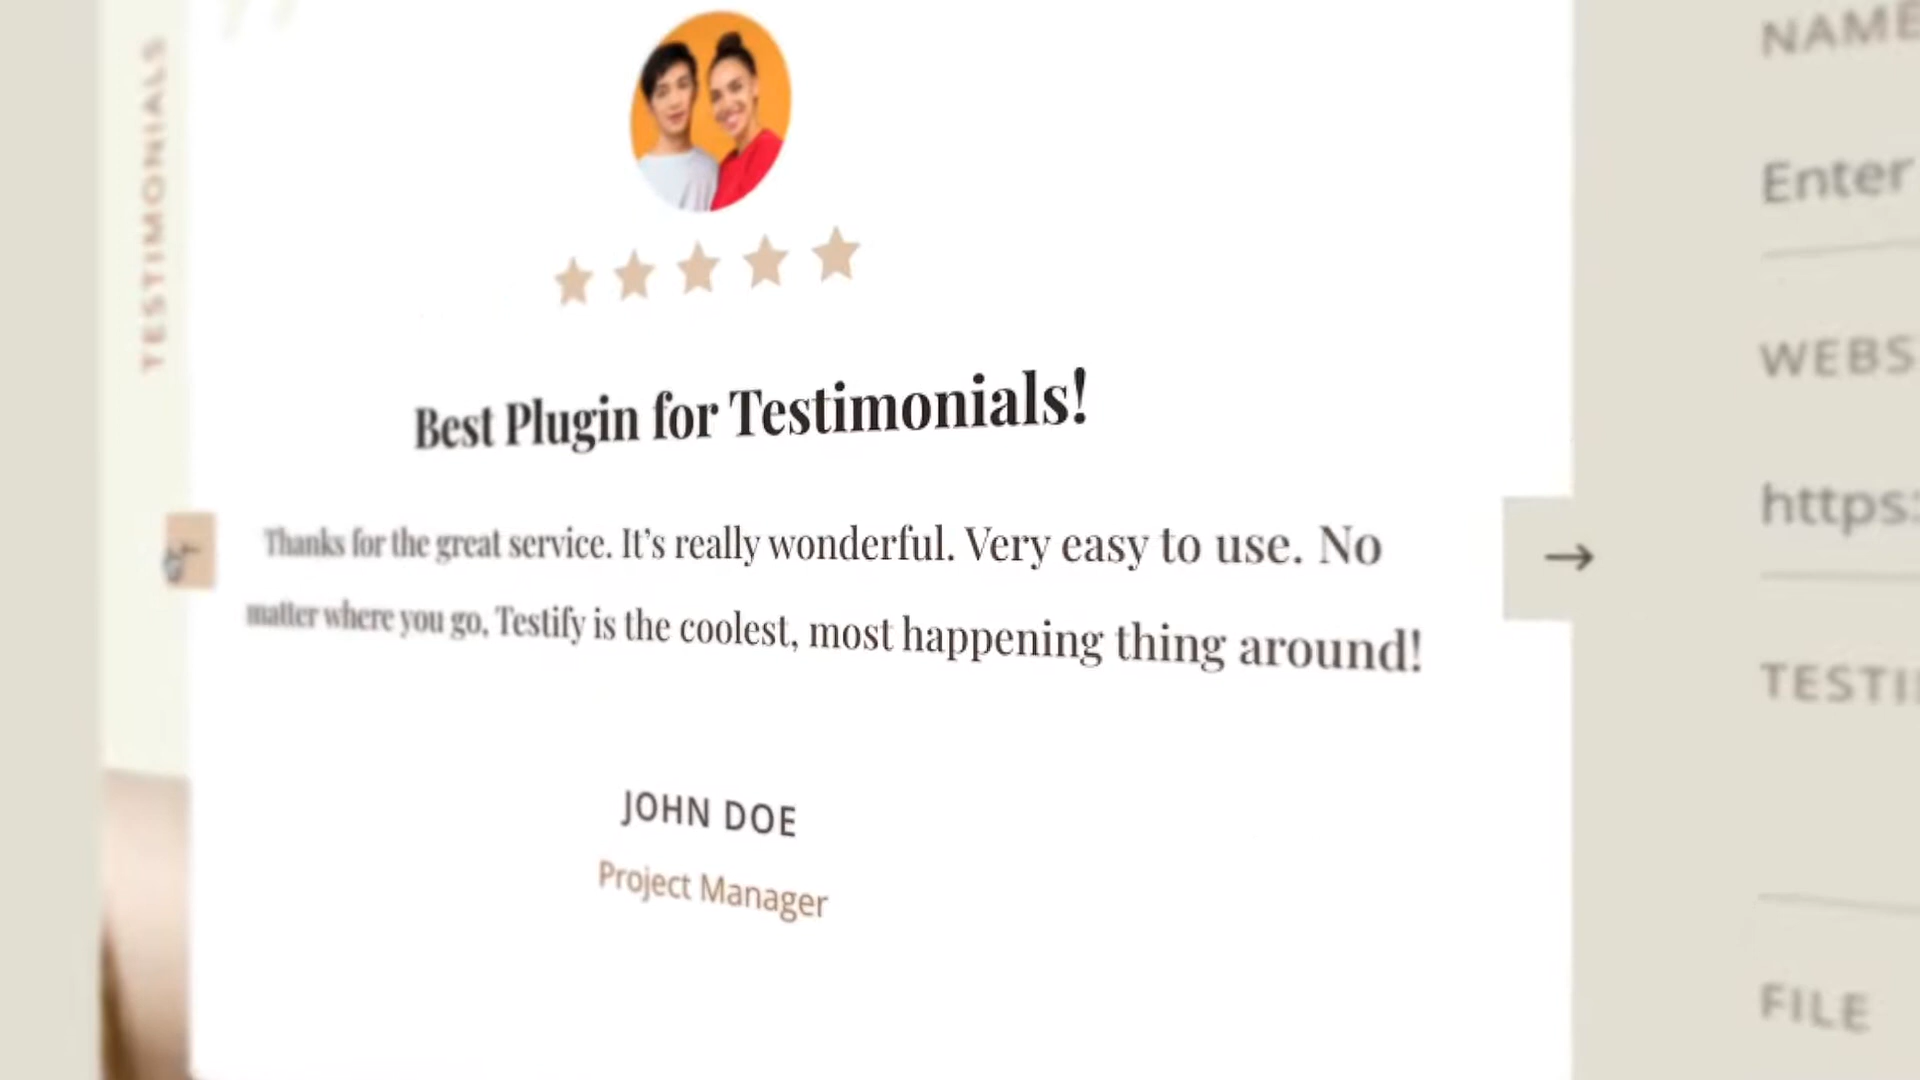 TESTIMONIALS
Best Plugin for Testimonials!
Thanks for the great service. It’s really wonderful. Very easy to use. No
matter where you go, Testify is the coolest, most happening thing around!
JOHN DOE
Project Manager
NAME
Enter
WEBS
https:
TESTI
FILE